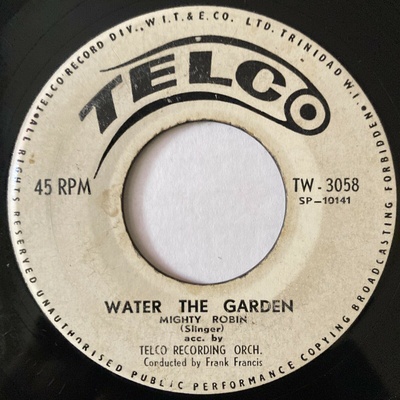 • TELCO RECORD DIV., W.I.T. & E. CO. LTD. TRINIDAD W.I. •
TELCO
45 RPM
TW - 3058
SP-10141
WATER THE GARDEN
MIGHTY ROBIN
(Slinger)
acc. by
TELCO RECORDING ORCH.
Conducted by Frank Francis
ALL RIGHTS RESERVED UNAUTHORISED PUBLIC PERFORMANCE COPYING BROADCASTING FORBIDDEN